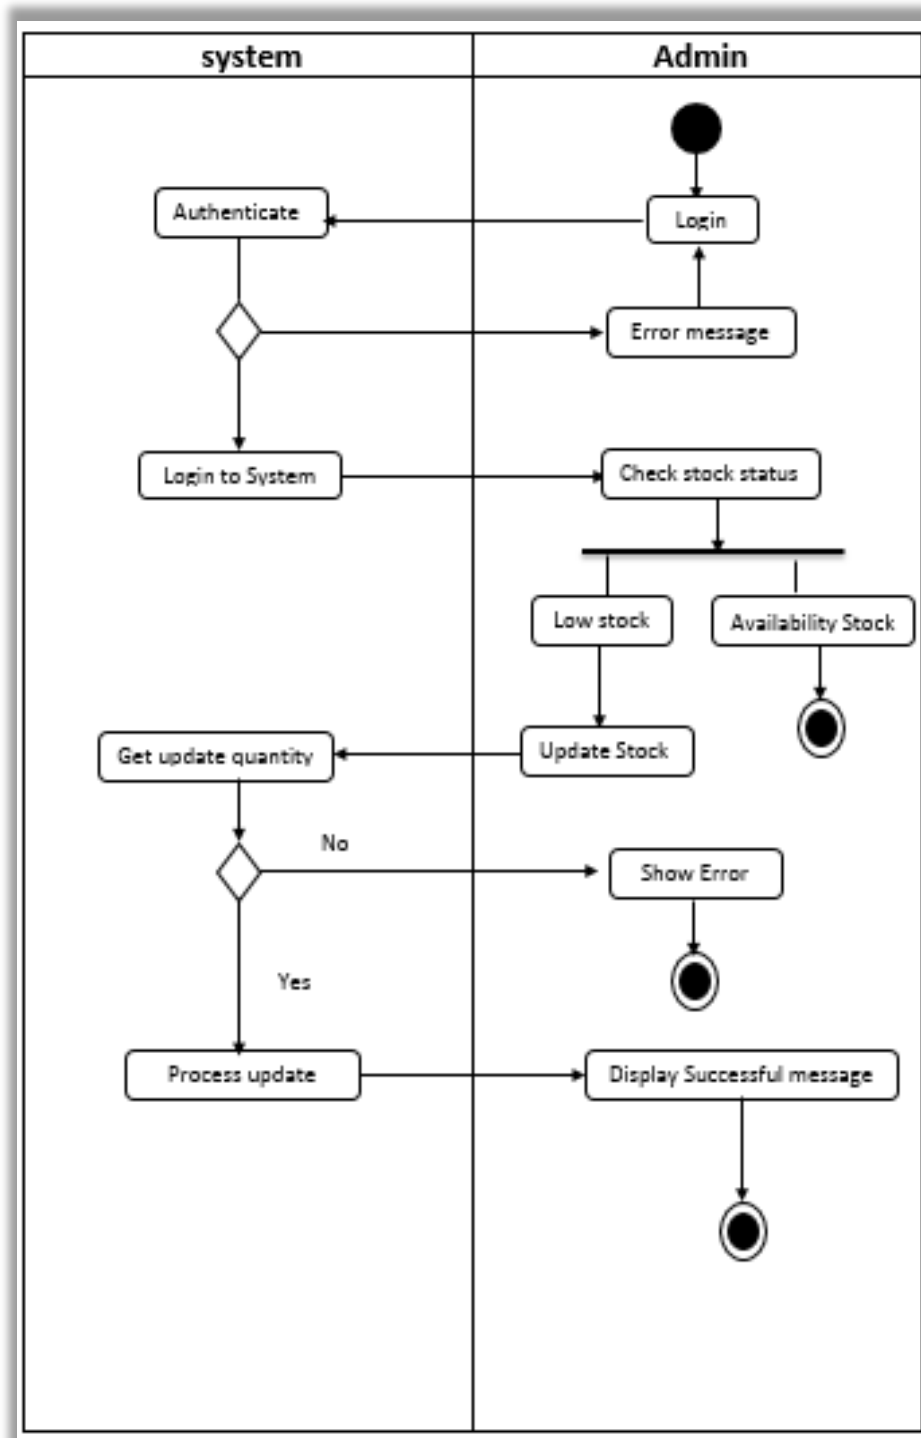 system
Admin
Authenticate
Login
Error message
Login to System
Check stock status
Low stock
Availability Stock
Get update quantity
Update Stock
No
Show Error
Yes
Process update
Display Successful message